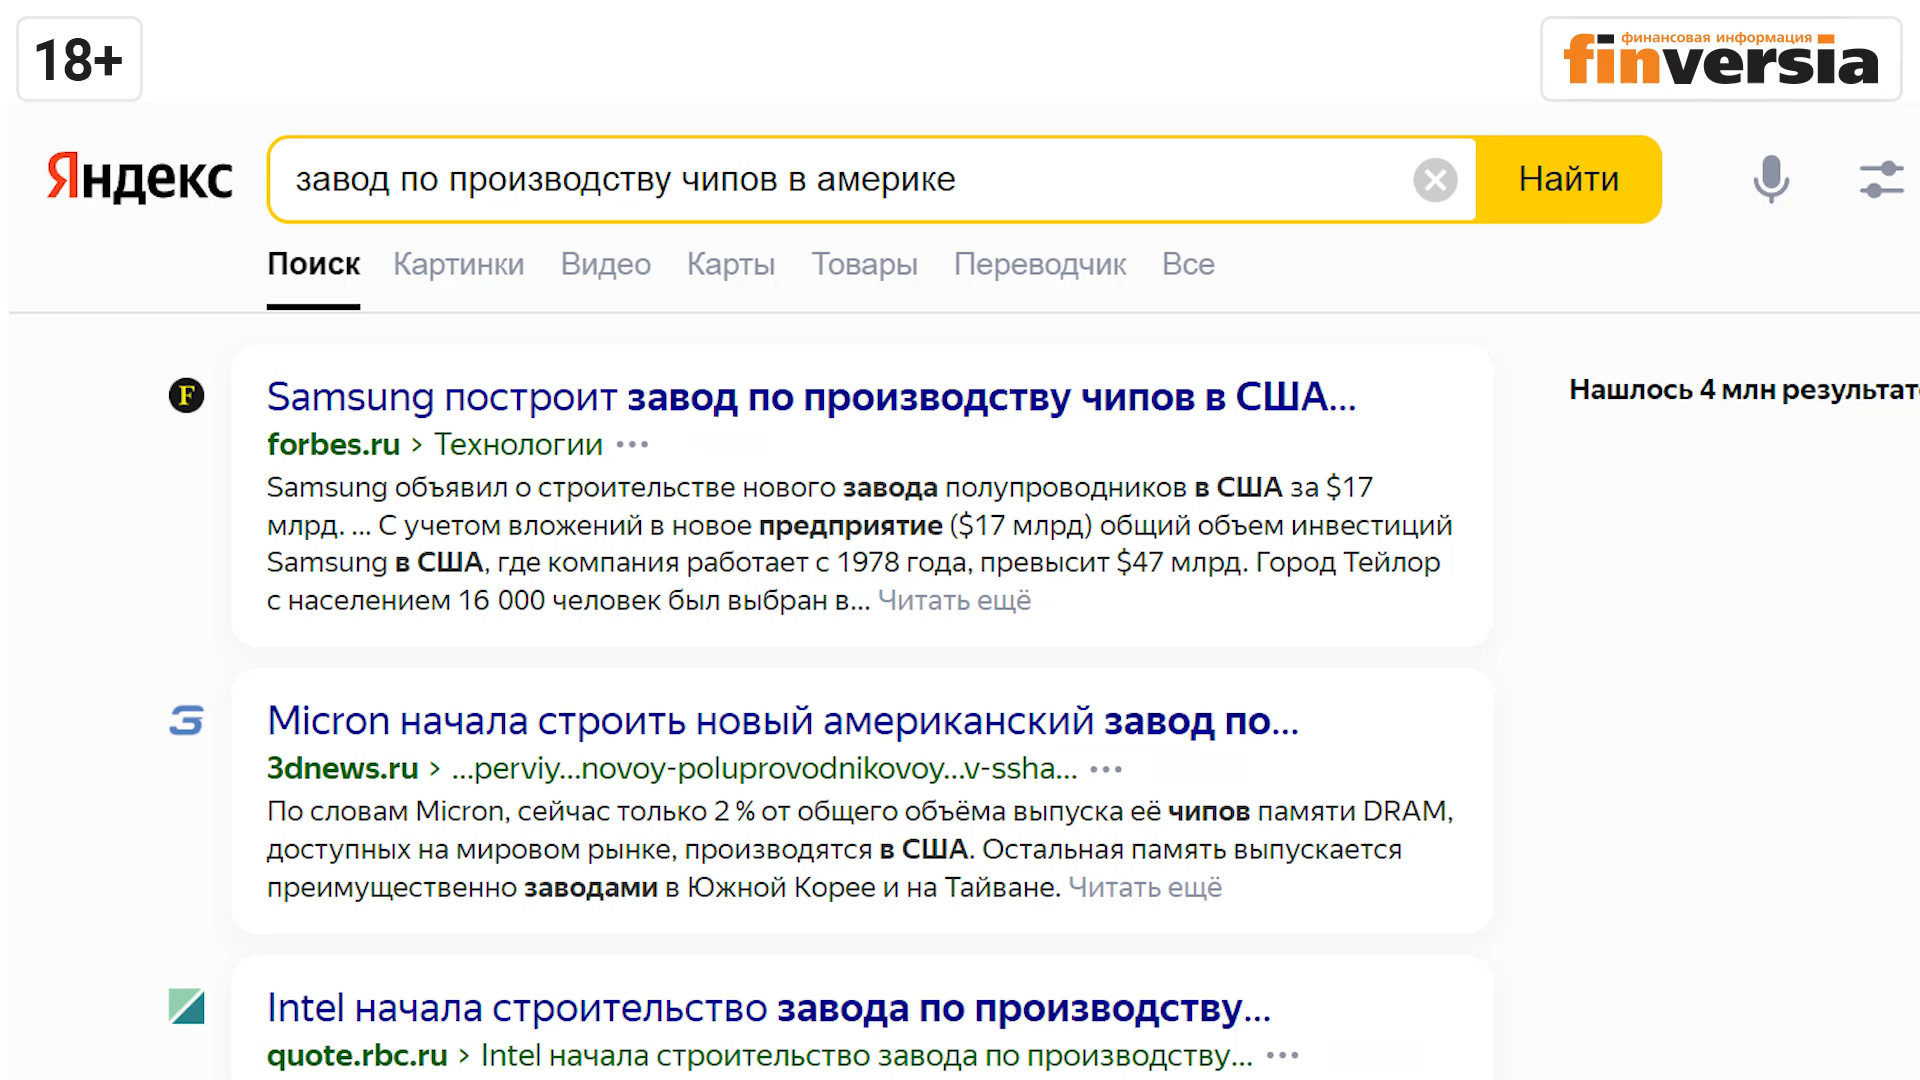 18+
финансовая информация
finversia
Яндекс
завод по производству чипов в америке
Найти
Поиск Картинки Видео Карты Товары Переводчик Все
Samsung построит завод по производству чипов в США...
forbes.ru › Технологии
Samsung объявил о строительстве нового завода полупроводников в США за $17
млрд. ... С учетом вложений в новое предприятие ($17 млрд) общий объем инвестиций
Samsung в США, где компания работает с 1978 года, превысит $47 млрд. Город Тейлор
с населением 16 000 человек был выбран в... Читать ещё
Нашлось 4 млн результат
Micron начала строить новый американский завод по...
3dnews.ru › ...perviy...novoy-poluprovodnikovoy...v-ssha...
По словам Micron, сейчас только 2 % от общего объёма выпуска её чипов памяти DRAM,
доступных на мировом рынке, производятся в США. Остальная память выпускается
преимущественно заводами в Южной Корее и на Тайване. Читать ещё
Intel начала строительство завода по производству...
quote.rbc.ru › Intel начала строительство завода по производству...